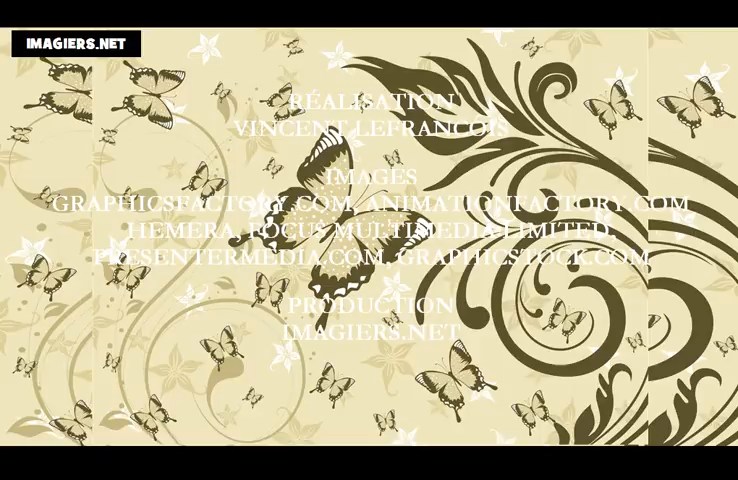 IMAGIERS.NET
RÉALISATION
VINCENT LEFRANCOIS
IMAGES
GRAPHICSFACTORY.COM, ANIMATIONFACTORY.COM
HEMERA, FOCUS MULTIMEDIA LIMITED,
PRESENTERMEDIA.COM, GRAPHICSTOCK.COM
PRODUCTION
IMAGIERS.NET